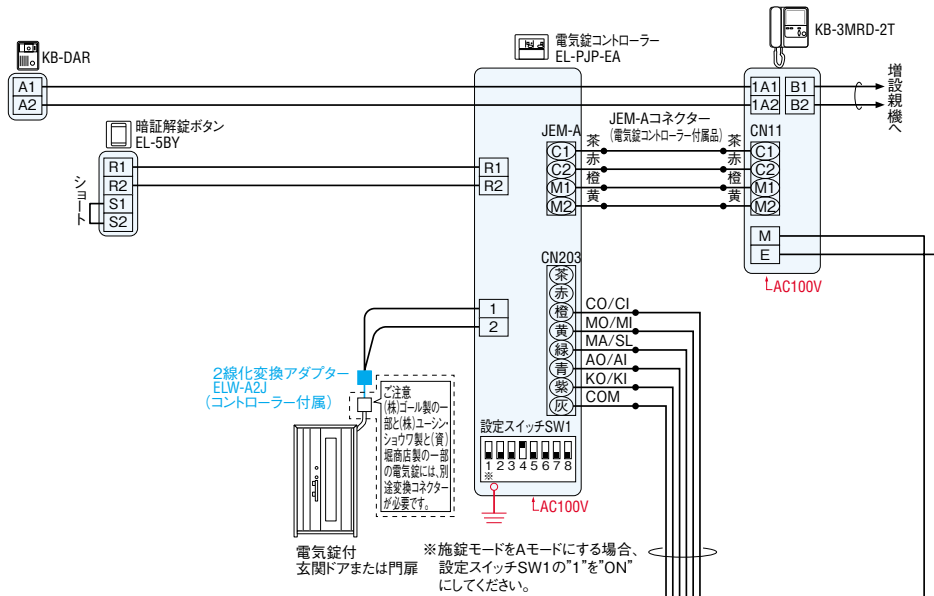 KB-DAR
A1
A2
暗証解錠ボタン
EL-5BY
R1
R2
S1
S2
ショート
電気錠コントローラー
EL-PJP-EA
R1
R2
1
2
JEM-A
C1
C2
M1
M2
茶
赤
橙
黄
JEM-Aコネクター
(電気錠コントローラー付属品)
茶
赤
橙
黄
KB-3MRD-2T
1A1
1A2
B1
B2
増設親機へ
CN11
C1
C2
M1
M2
M
E
AC100V
CN203
茶
赤
橙
黄
緑
青
紫
灰
CO/CI
MO/MI
MA/SL
AO/AI
KO/KI
COM
設定スイッチSW1
1 2 3 4 5 6 7 8
※
AC100V
2線化変換アダプター
ELW-A2J
(コントローラー付属)
ご注意
(株)ゴール製の一
部と(株)ユーシン・
ショウワ製と(資)
堀商店製の一部
の電気錠には、別
途変換コネクター
が必要です。
電気錠付
玄関ドアまたは門扉
※施錠モードをAモードにする場合、
設定スイッチSW1の"1"を"ON"
にしてください。